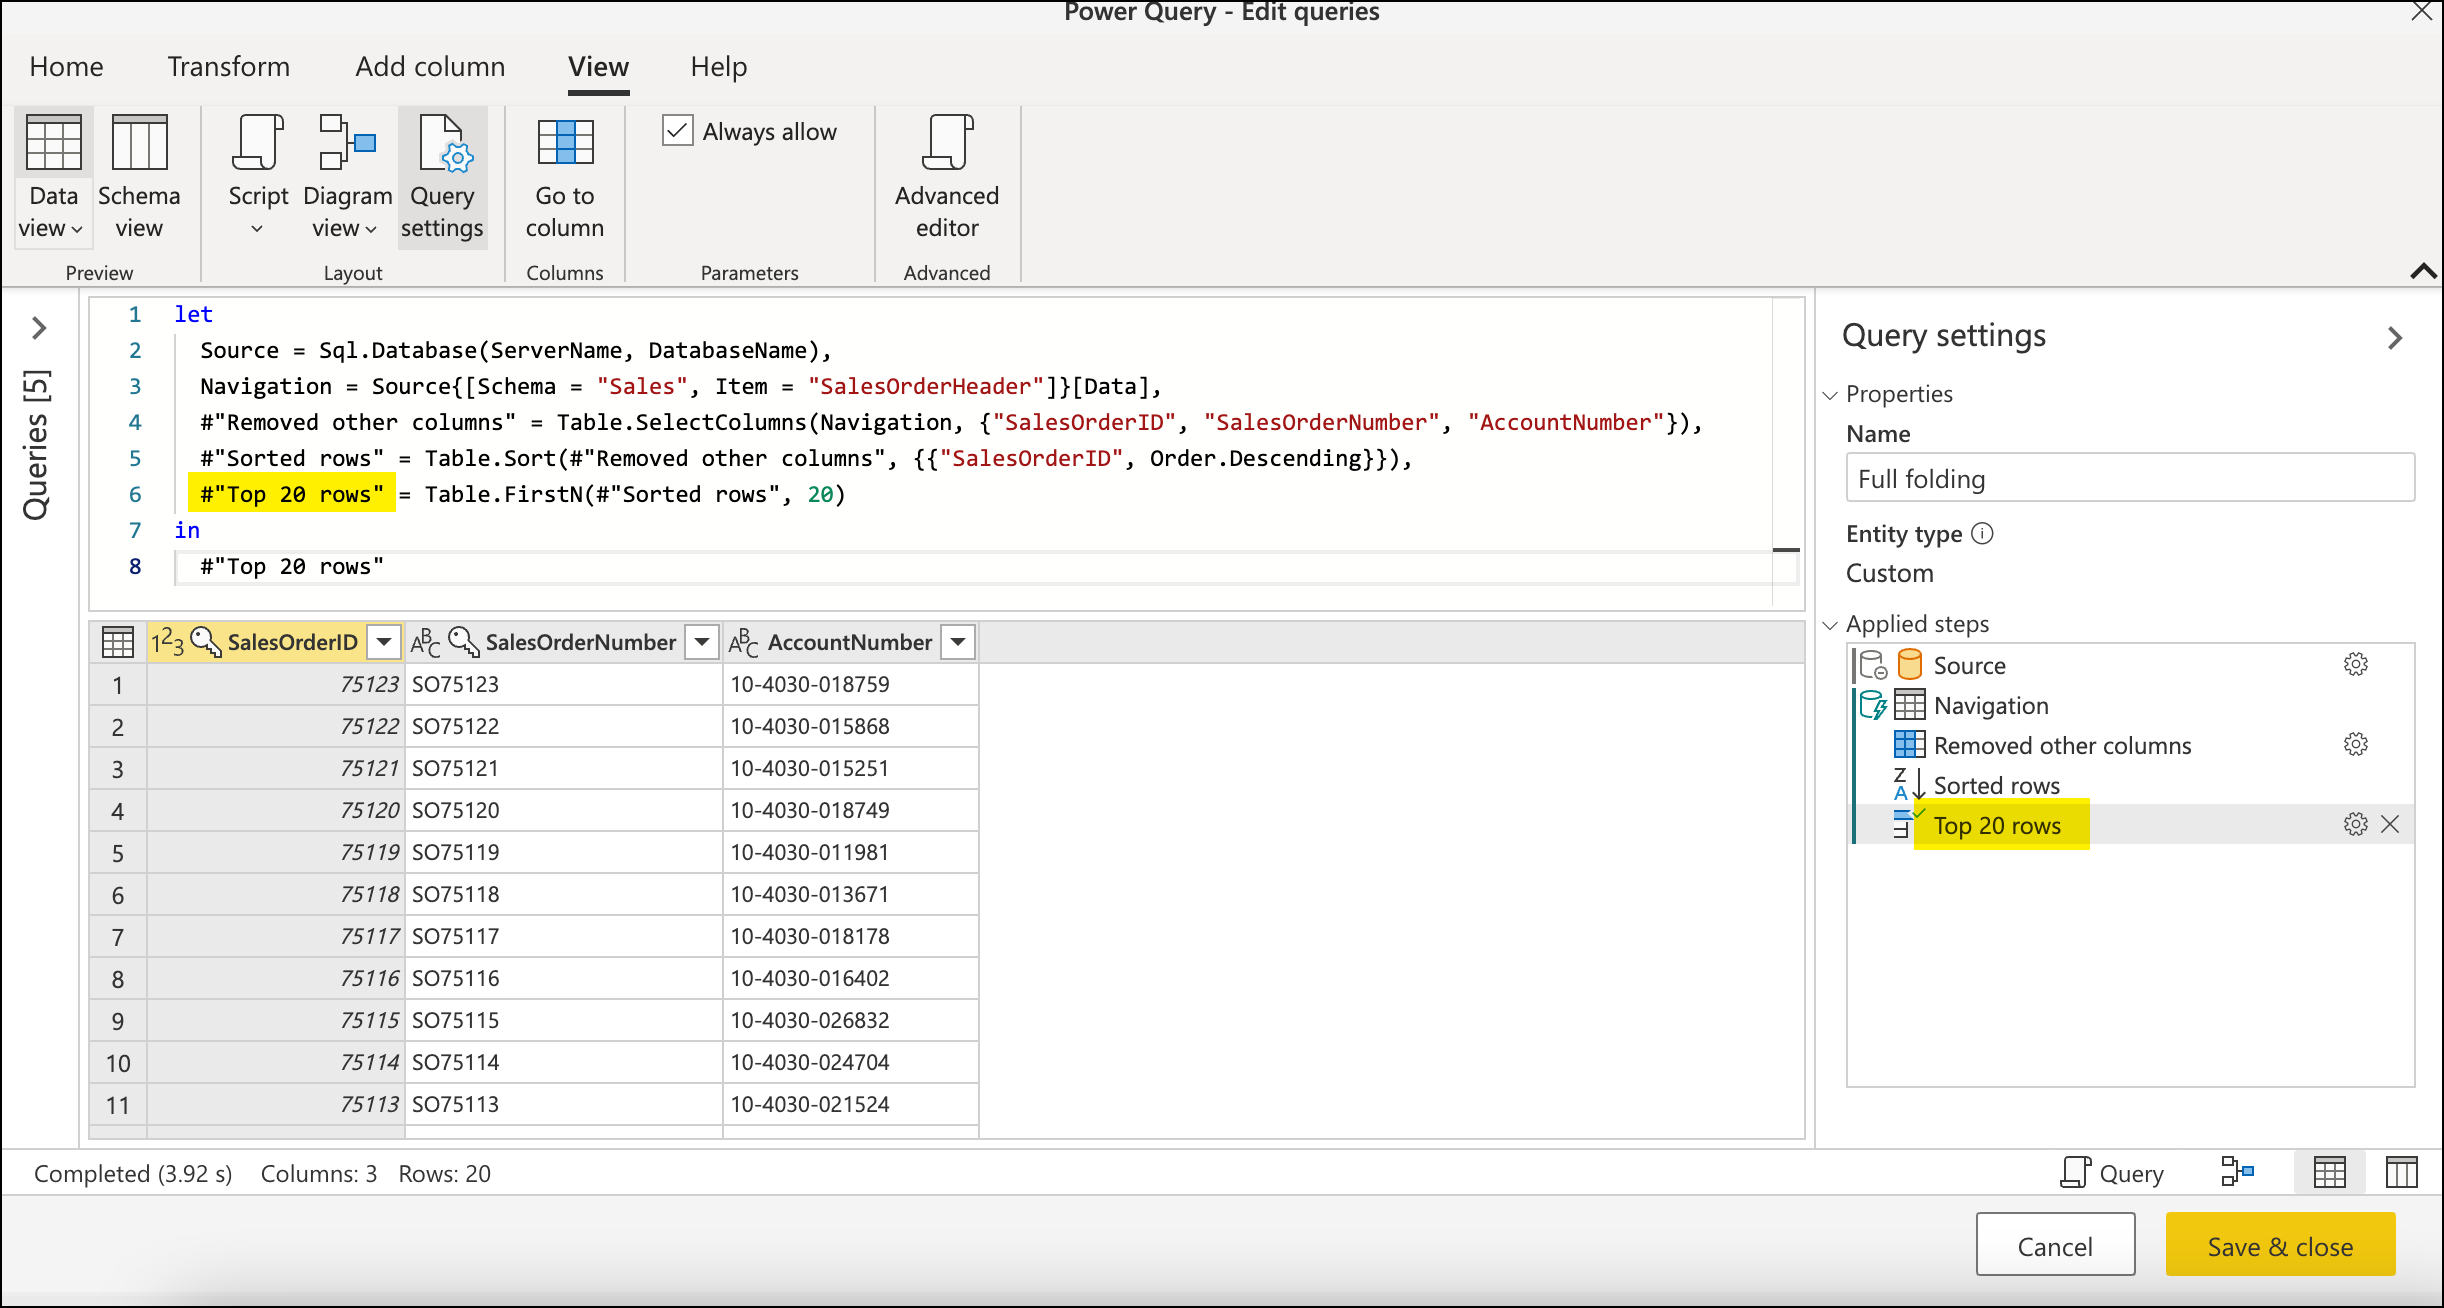 Power Query - Edit queries
Home Transform Add column View Help
Data view
Schema view
Script
Diagram view
Query settings
Go to column
Always allow
Advanced editor
Preview Layout Columns Parameters Advanced
Queries [5]
1 let
2 Source = Sql.Database(ServerName, DatabaseName),
3 Navigation = Source{[Schema = "Sales", Item = "SalesOrderHeader"]}[Data],
4 #"Removed other columns" = Table.SelectColumns(Navigation, {"SalesOrderID", "SalesOrderNumber", "AccountNumber"}),
5 #"Sorted rows" = Table.Sort(#"Removed other columns", {{"SalesOrderID", Order.Descending}}),
6 #"Top 20 rows" = Table.FirstN(#"Sorted rows", 20)
7 in
8 #"Top 20 rows"
123 SalesOrderID ABC SalesOrderNumber ABC AccountNumber
1 75123 SO75123 10-4030-018759
2 75122 SO75122 10-4030-015868
3 75121 SO75121 10-4030-015251
4 75120 SO75120 10-4030-018749
5 75119 SO75119 10-4030-011981
6 75118 SO75118 10-4030-013671
7 75117 SO75117 10-4030-018178
8 75116 SO75116 10-4030-016402
9 75115 SO75115 10-4030-026832
10 75114 SO75114 10-4030-024704
11 75113 SO75113 10-4030-021524
Query settings
Properties
Name
Full folding
Entity type
Custom
Applied steps
Source
Navigation
Removed other columns
Sorted rows
Top 20 rows
Completed (3.92 s) Columns: 3 Rows: 20
Query
Cancel Save & close